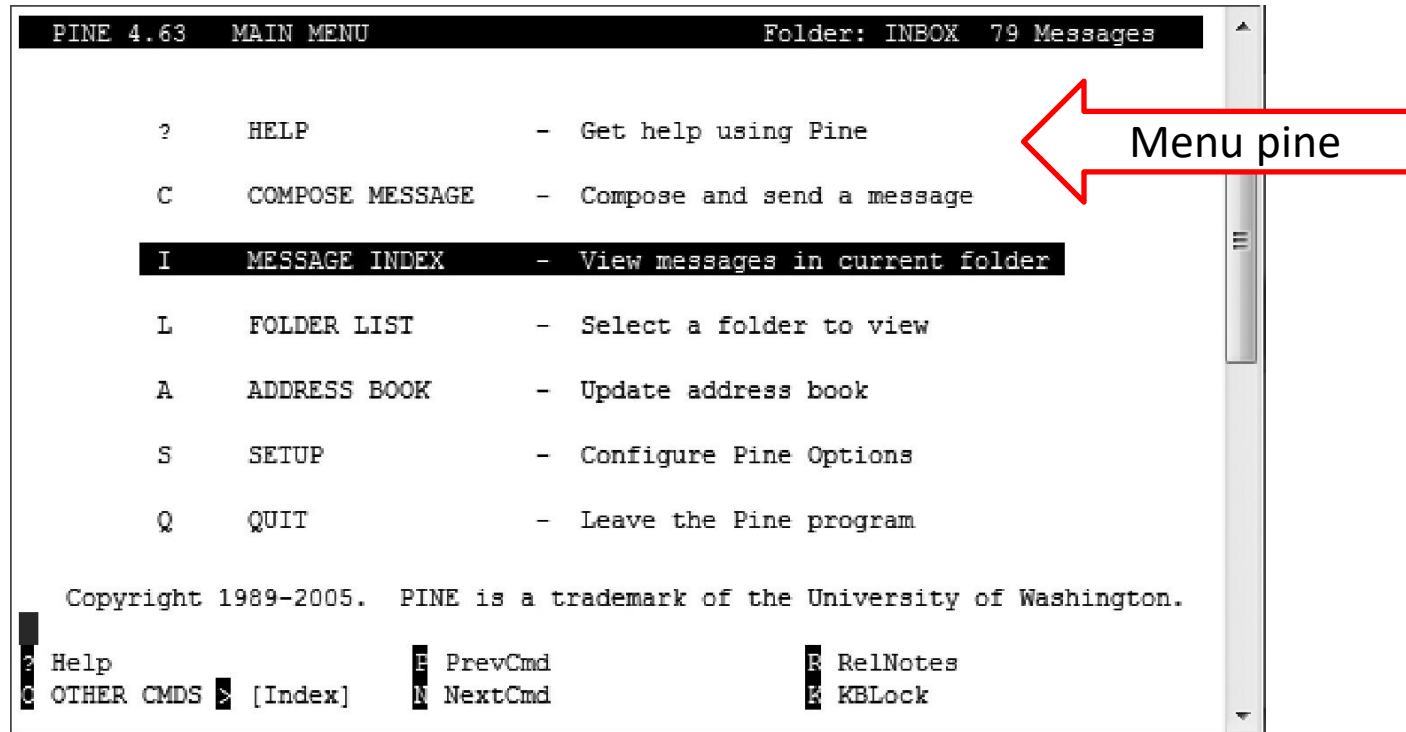 PINE 4.63 MAIN MENU Folder: INBOX 79 Messages
? HELP - Get help using Pine
Menu pine
C COMPOSE MESSAGE - Compose and send a message
I MESSAGE INDEX - View messages in current folder
L FOLDER LIST - Select a folder to view
A ADDRESS BOOK - Update address book
S SETUP - Configure Pine Options
Q QUIT - Leave the Pine program
Copyright 1989-2005. PINE is a trademark of the University of Washington.
? Help P PrevCmd R RelNotes
O OTHER CMDS > [Index] N NextCmd K KBLock